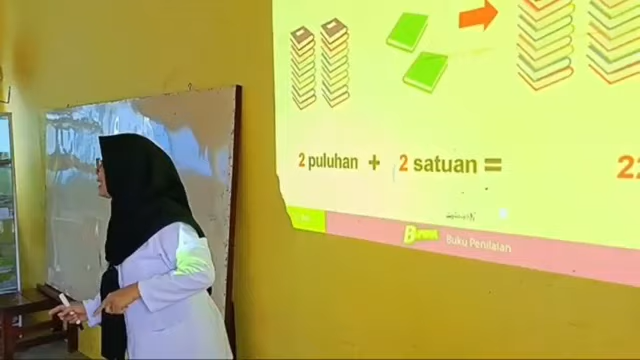 2 puluhan + 2 satuan = 22
Buku Penilaian